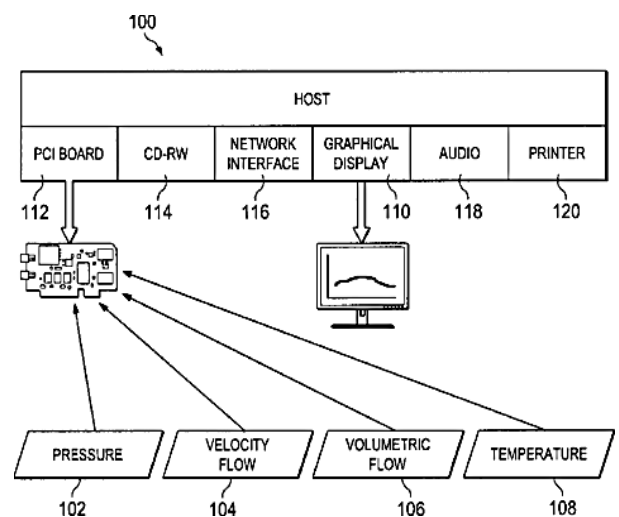 100
HOST
PCI BOARD
CD-RW
NETWORK
INTERFACE
GRAPHICAL
DISPLAY
AUDIO
PRINTER
112
114
116
110
118
120
PRESSURE
VELOCITY
FLOW
VOLUMETRIC
FLOW
TEMPERATURE
102
104
106
108